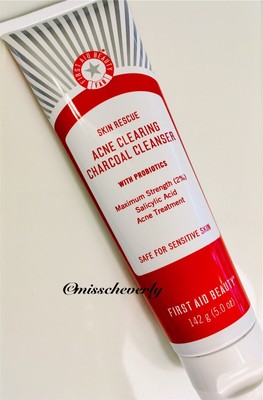 FIRST AID BEAUTY
FAB
SKIN RESCUE
ACNE CLEARING
CHARCOAL CLEANSER
WITH PROBIOTICS
Maximum Strength (2%)
Salicylic Acid
Acne Treatment
SAFE FOR SENSITIVE SKIN
@misscheverly
FIRST AID BEAUTY®
142 g (5.0 oz)